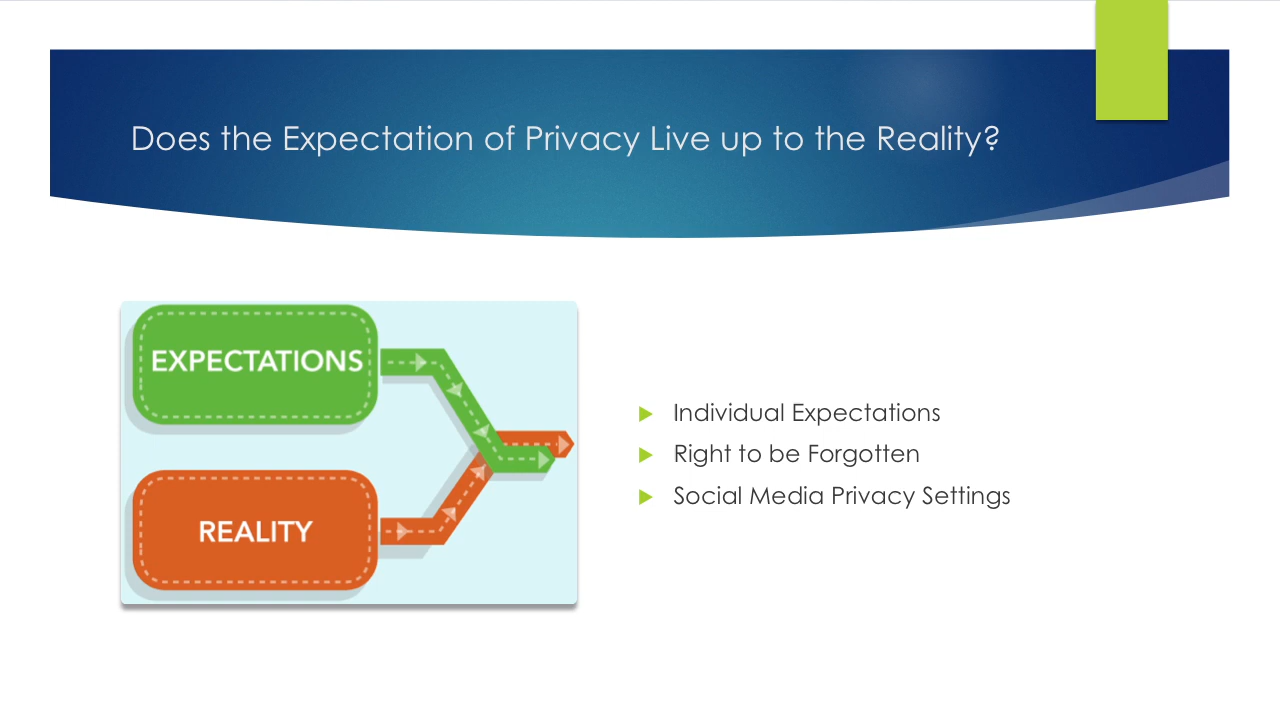 Does the Expectation of Privacy Live up to the Reality?
EXPECTATIONS
REALITY
Individual Expectations
Right to be Forgotten
Social Media Privacy Settings